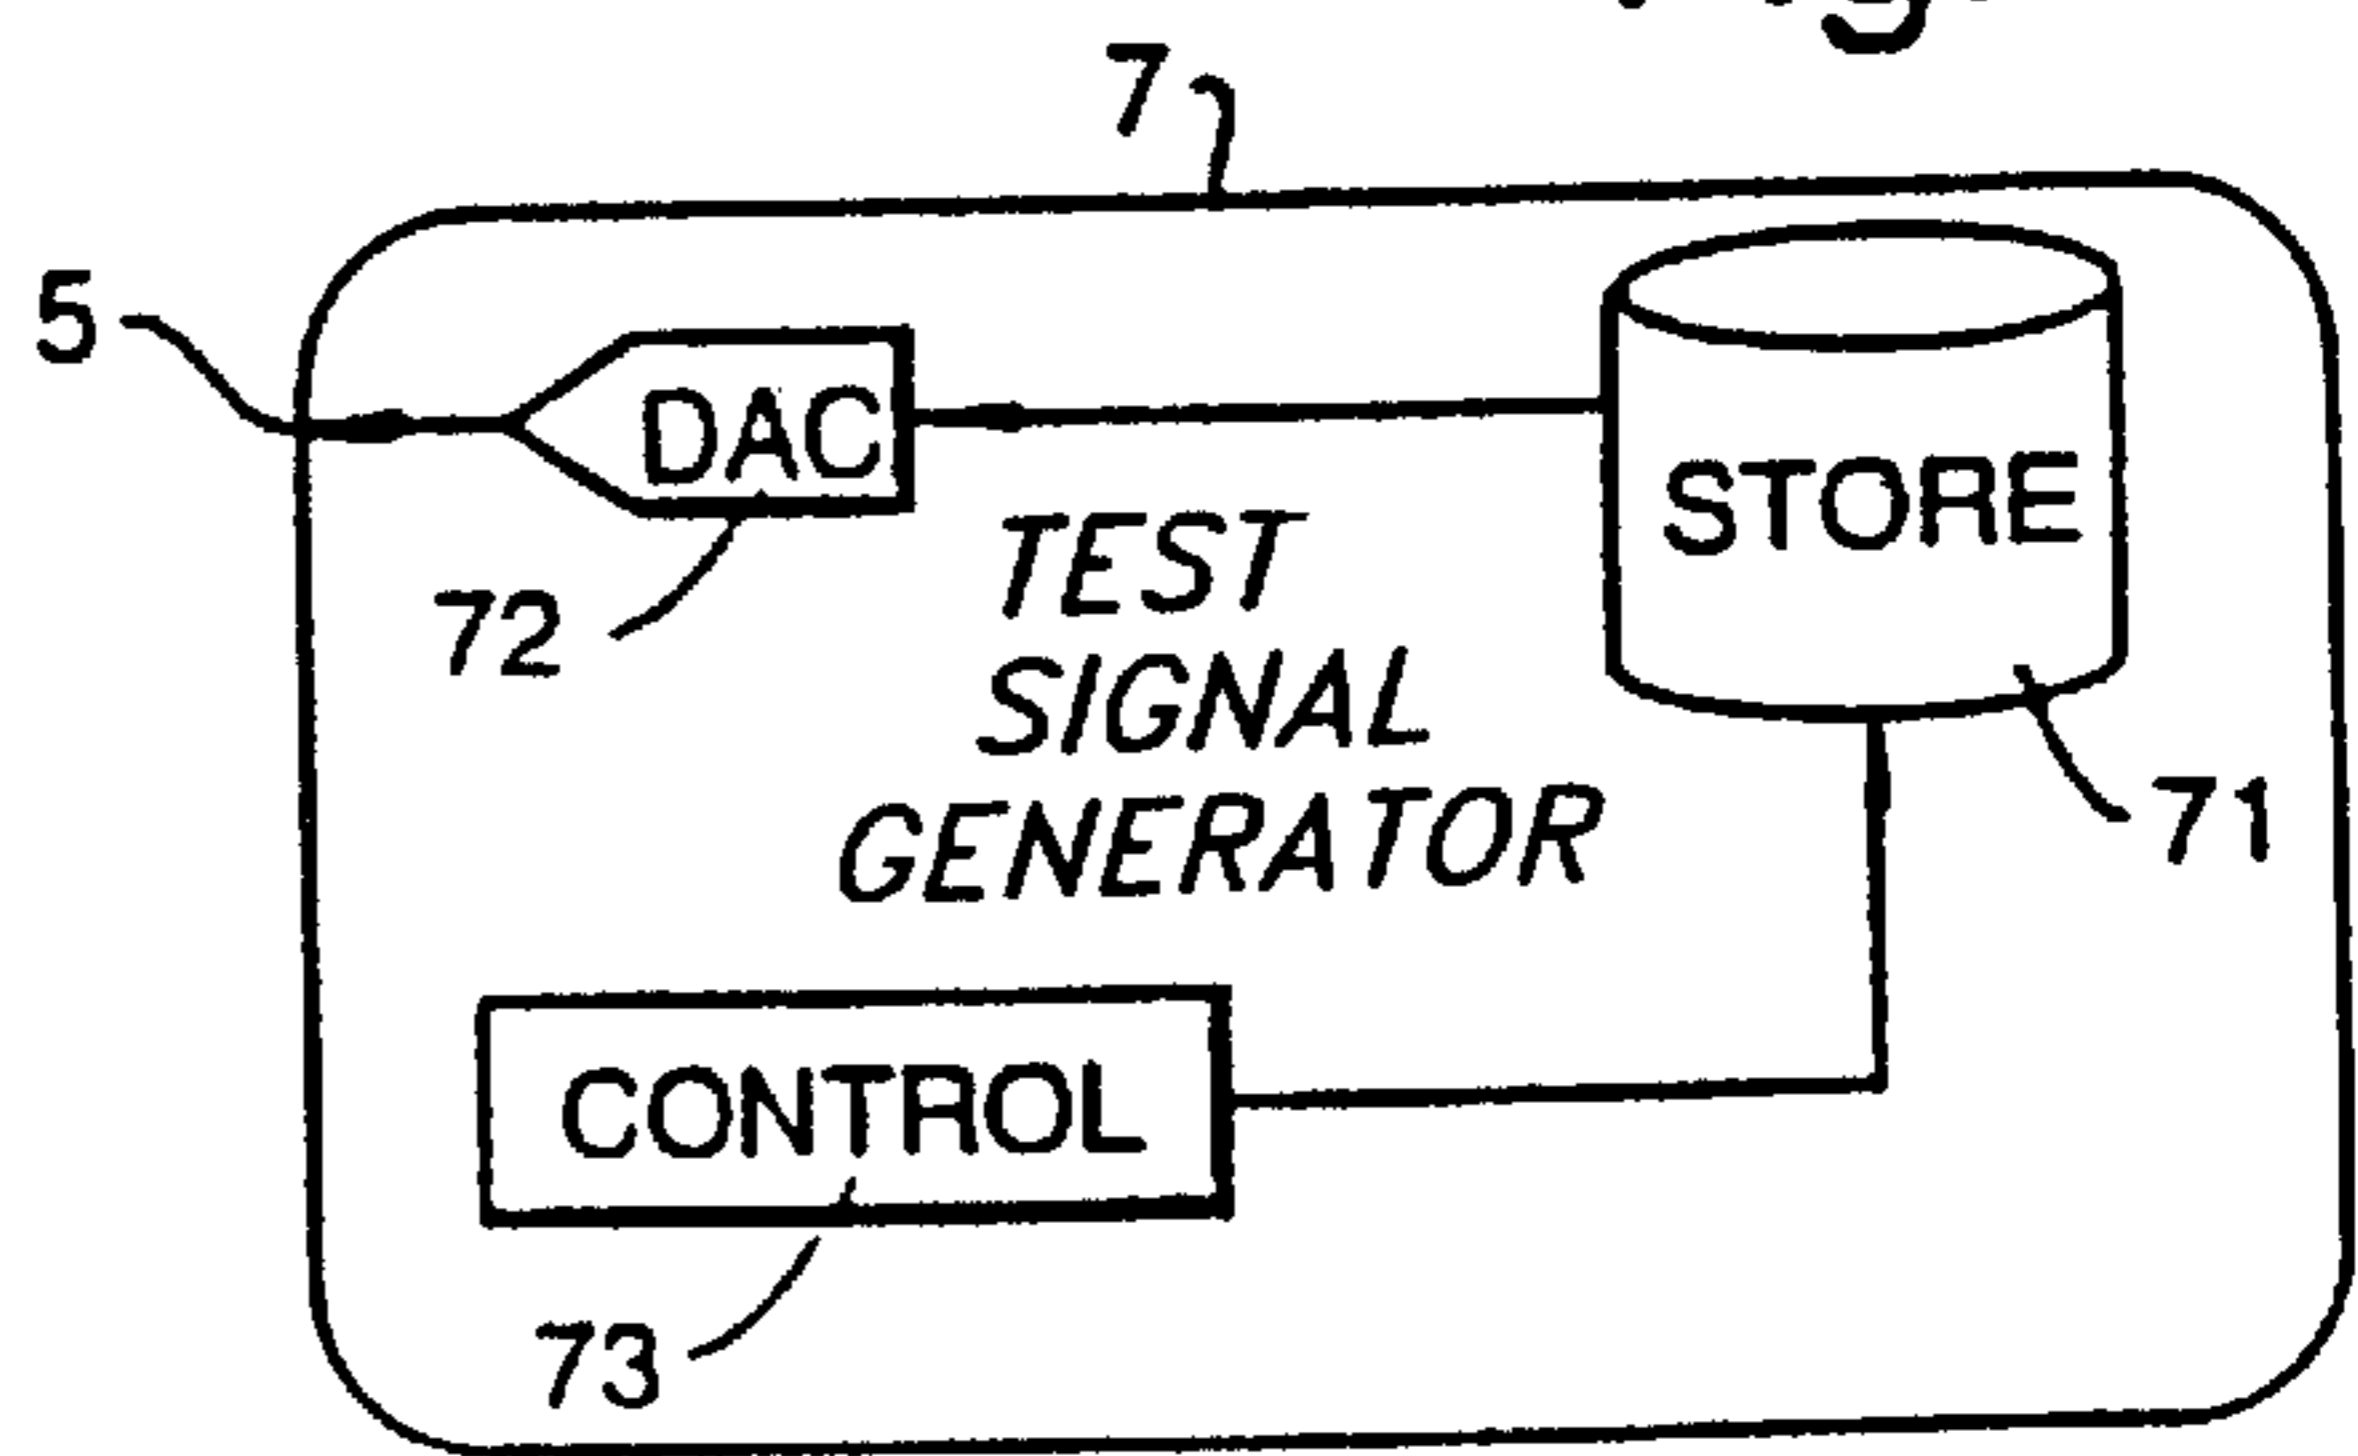 7
5
DAC
STORE
72
TEST
SIGNAL
GENERATOR
71
CONTROL
73